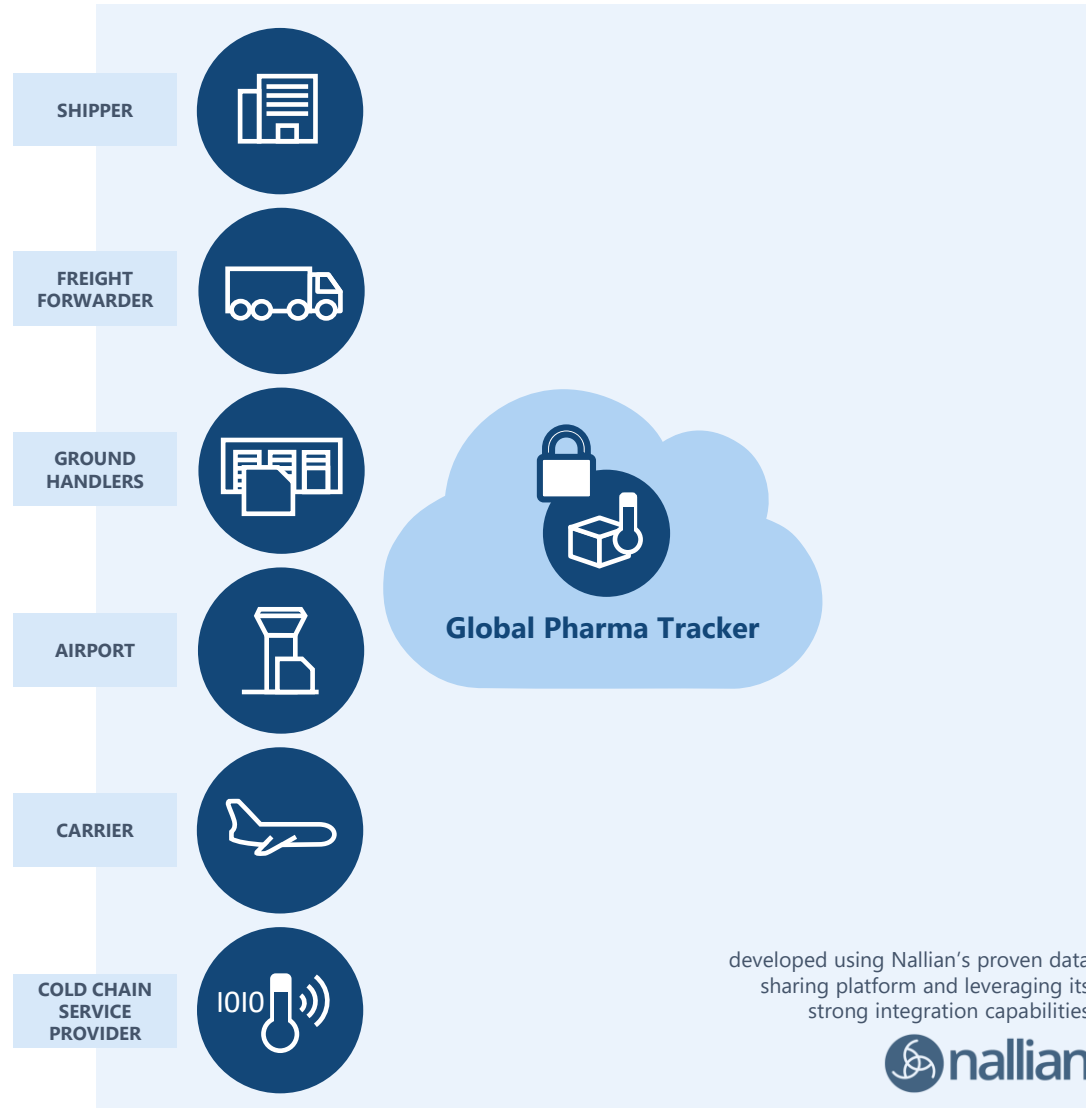 SHIPPER
FREIGHT
FORWARDER
GROUND
HANDLERS
AIRPORT
CARRIER
COLD CHAIN
SERVICE
PROVIDER
1010
Global Pharma Tracker
developed using Nallian’s proven data
sharing platform and leveraging its
strong integration capabilities
nallian